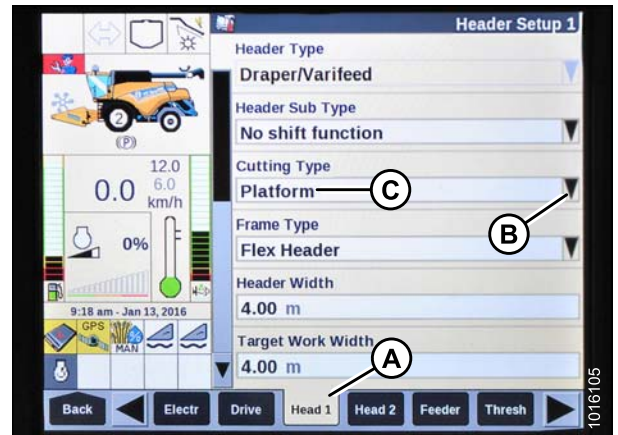 Header Setup 1
Header Type
Draper/Varifeed
Header Sub Type
No shift function
Cutting Type
Platform
C
B
Frame Type
Flex Header
Header Width
4.00 m
Target Work Width
4.00 m
A
2
(P)
12.0
0.0 6.0
km/h
0%
9:18 am - Jan 13, 2016
GPS
MAN
Back Electr Drive Head 1 Head 2 Feeder Thresh
1016105